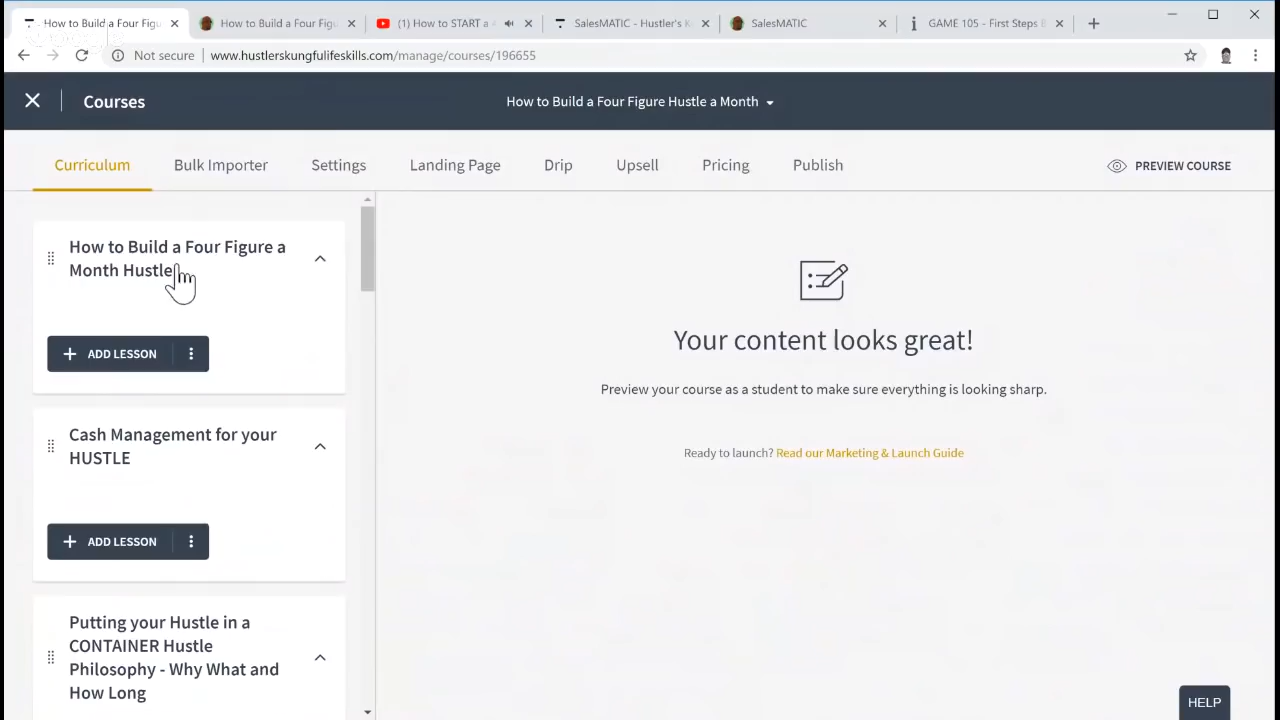 How to Build a Four Figu
How to Build a Four Figu
(1) How to START a
SalesMATIC - Hustler's K
SalesMATIC
GAME 105 - First Steps
Not secure
www.hustlerskungfulifeskills.com/manage/courses/196655
Courses
How to Build a Four Figure Hustle a Month
Curriculum
Bulk Importer
Settings
Landing Page
Drip
Upsell
Pricing
Publish
PREVIEW COURSE
How to Build a Four Figure a
Month Hustle
+ ADD LESSON
Cash Management for your
HUSTLE
+ ADD LESSON
Putting your Hustle in a
CONTAINER Hustle
Philosophy - Why What and
How Long
Your content looks great!
Preview your course as a student to make sure everything is looking sharp.
Ready to launch? Read our Marketing & Launch Guide
HELP